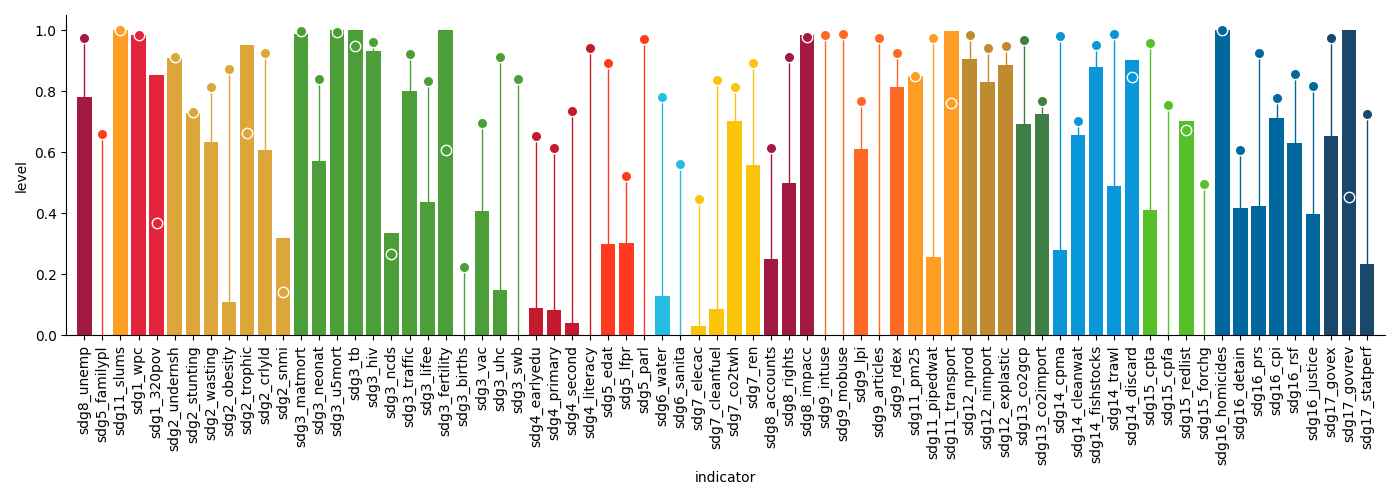 level
1.0
0.8
0.6
0.4
0.2
0.0
sdg8_unemp
sdg5_familypl
sdg11_slums
sdg1_wpc
sdg1_320pov
sdg2_undernsh
sdg2_stunting
sdg2_wasting
sdg2_obesity
sdg2_trophic
sdg2_crlyld
sdg2_snmi
sdg3_matmort
sdg3_neonat
sdg3_u5mort
sdg3_tb
sdg3_hiv
sdg3_ncds
sdg3_traffic
sdg3_lifee
sdg3_fertility
sdg3_births
sdg3_vac
sdg3_uhc
sdg3_swb
sdg4_earlyedu
sdg4_primary
sdg4_second
sdg4_literacy
sdg5_edat
sdg5_lfpr
sdg5_parl
sdg6_water
sdg6_sanita
sdg7_elecac
sdg7_cleanfuel
sdg7_co2twh
sdg7_ren
sdg8_accounts
sdg8_rights
sdg8_impacc
sdg9_intuse
sdg9_mobuse
sdg9_lpi
sdg9_articles
sdg9_rdex
sdg11_pm25
sdg11_pipedwat
sdg11_transport
sdg12_nprod
sdg12_nimport
sdg12_explastic
sdg13_co2gcp
sdg13_co2import
sdg14_cpma
sdg14_cleanwat
sdg14_fishstocks
sdg14_trawl
sdg14_discard
sdg15_cpta
sdg15_cpfa
sdg15_redlist
sdg15_forchg
sdg16_homicides
sdg16_detain
sdg16_prs
sdg16_cpi
sdg16_rsf
sdg16_justice
sdg17_govex
sdg17_govrev
sdg17_statperf
indicator